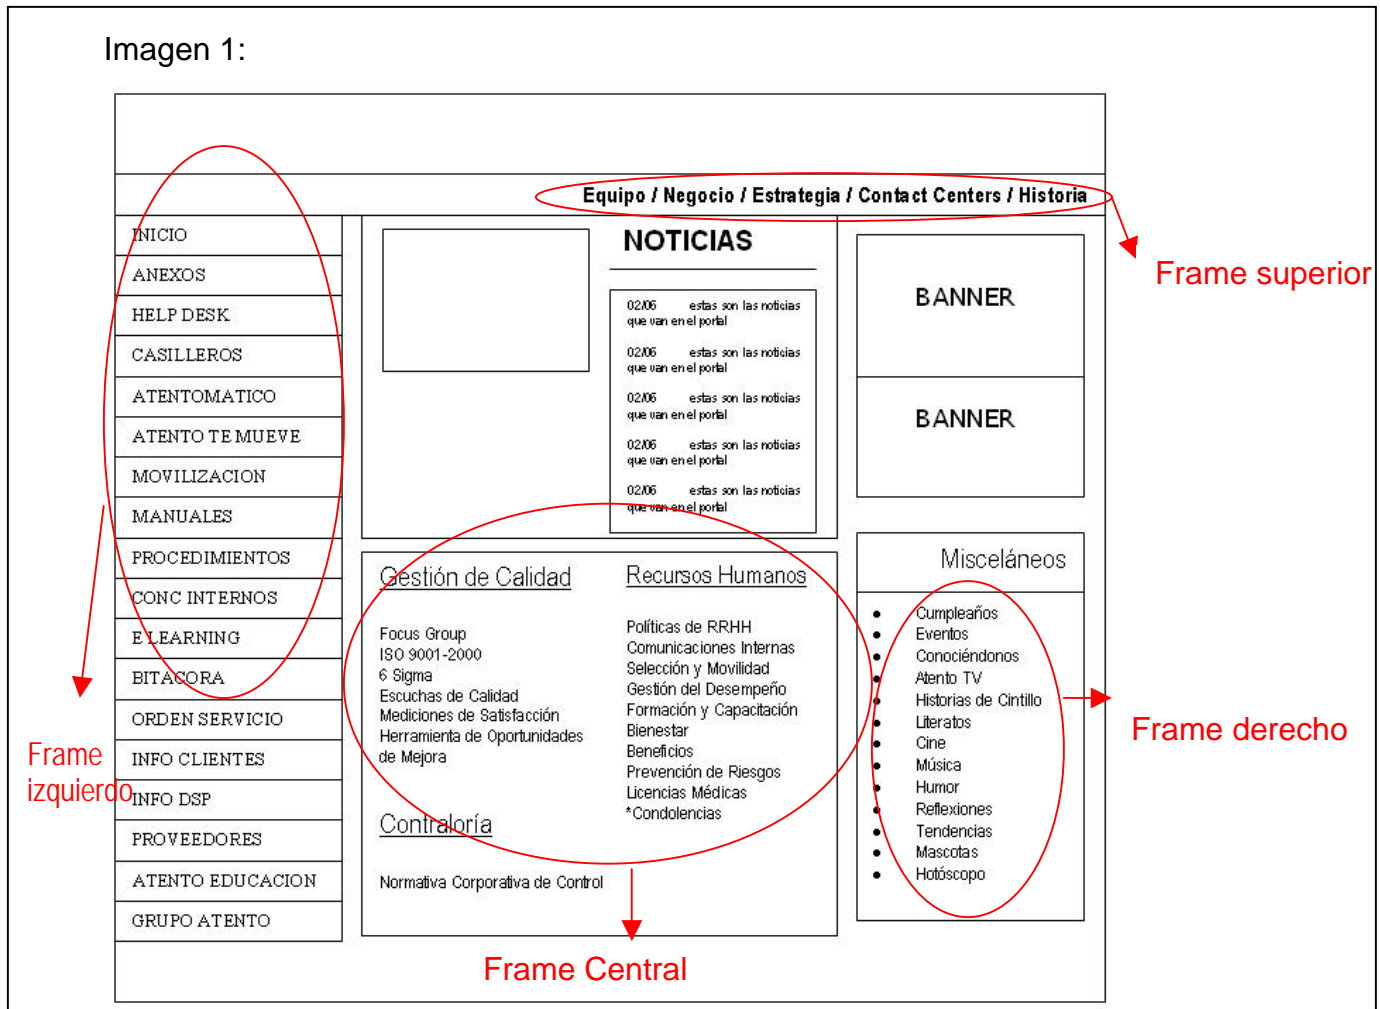 Imagen 1:
Equipo / Negocio / Estrategia / Contact Centers / Historia
Frame superior
INICIO
ANEXOS
HELP DESK
CASILLEROS
ATENTOMATICO
ATENTO TE MUEVE
MOVILIZACION
MANUALES
PROCEDIMIENTOS
CONC INTERNOS
E LEARNING
BITACORA
ORDEN SERVICIO
INFO CLIENTES
INFO DSP
PROVEEDORES
ATENTO EDUCACION
GRUPO ATENTO
Frame
izquierdo
NOTICIAS
02/06 estas son las noticias
que van en el portal
02/06 estas son las noticias
que van en el portal
02/06 estas son las noticias
que van en el portal
02/06 estas son las noticias
que van en el portal
02/06 estas son las noticias
que van en el portal
BANNER
BANNER
Gestión de Calidad
Focus Group
ISO 9001-2000
6 Sigma
Escuchas de Calidad
Mediciones de Satisfacción
Herramienta de Oportunidades
de Mejora
Contraloría
Normativa Corporativa de Control
Recursos Humanos
Políticas de RRHH
Comunicaciones Internas
Selección y Movilidad
Gestión del Desempeño
Formación y Capacitación
Bienestar
Beneficios
Prevención de Riesgos
Licencias Médicas
*Condolencias
Frame Central
Misceláneos
Cumpleaños
Eventos
Conociéndonos
Atento TV
Historias de Cintillo
Literatos
Cine
Música
Humor
Reflexiones
Tendencias
Mascotas
Hotóscopo
Frame derecho